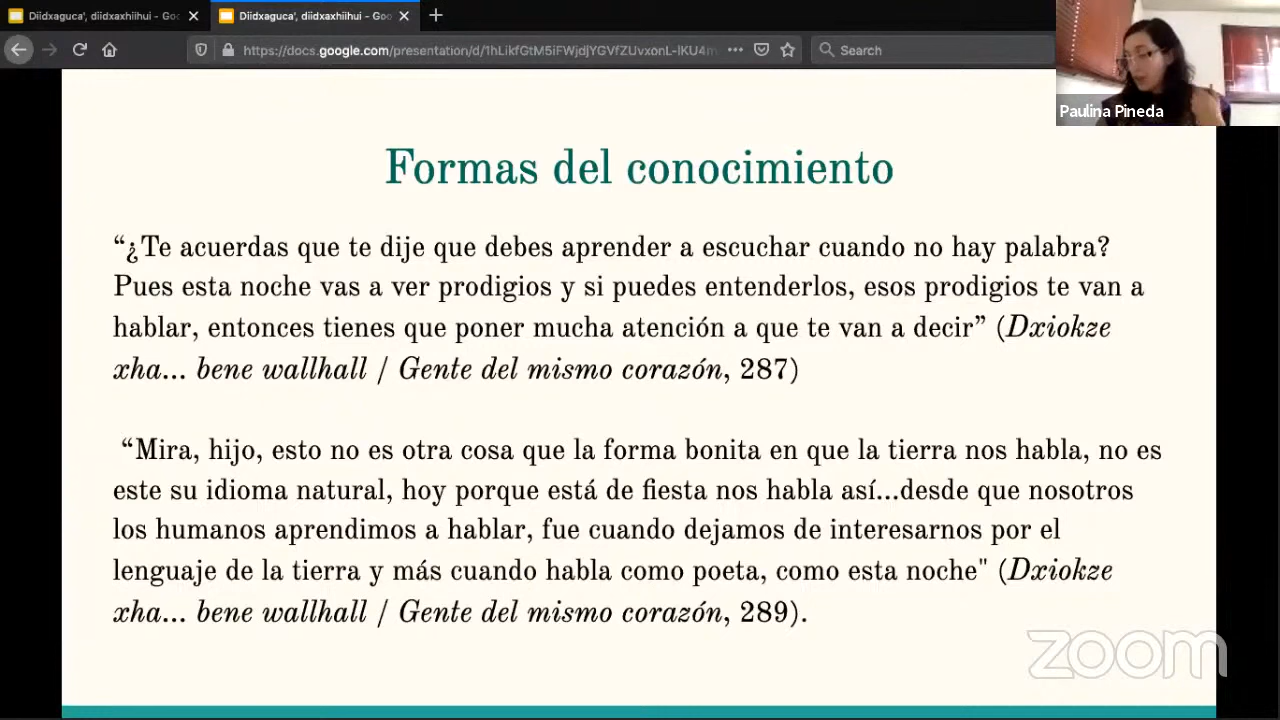 Diidxaguca', diidxaxhiihui - Goo
Diidxaguca', diidxaxhiihui - Goo
https://docs.google.com/presentation/d/1hLikfGtM5iFWjdjJYGVfZUvxonL-IKU4m
Search
Paulina Pineda
Formas del conocimiento
“¿Te acuerdas que te dije que debes aprender a escuchar cuando no hay palabra?
Pues esta noche vas a ver prodigios y si puedes entenderlos, esos prodigios te van a
hablar, entonces tienes que poner mucha atención a que te van a decir” (Dxiokze
xha... bene wallhall / Gente del mismo corazón, 287)
“Mira, hijo, esto no es otra cosa que la forma bonita en que la tierra nos habla, no es
este su idioma natural, hoy porque está de fiesta nos habla así...desde que nosotros
los humanos aprendimos a hablar, fue cuando dejamos de interesarnos por el
lenguaje de la tierra y más cuando habla como poeta, como esta noche" (Dxiokze
xha... bene wallhall / Gente del mismo corazón, 289).
zoom